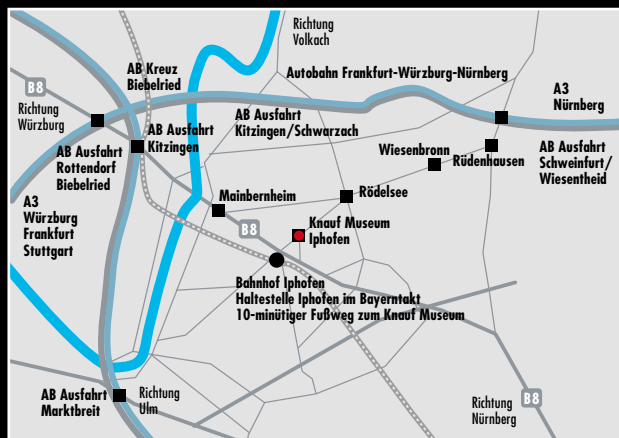 Richtung
Volkach
AB Kreuz
Biebelried
Autobahn Frankfurt-Würzburg-Nürnberg
B8
Richtung
Würzburg
A3
Nürnberg
AB Ausfahrt
Kitzingen
AB Ausfahrt
Kitzingen/Schwarzach
AB Ausfahrt
Rottendorf
Biebelried
Wiesenbronn
Rüdenhausen
AB Ausfahrt
Schweinfurt/
Wiesentheid
A3
Würzburg
Frankfurt
Stuttgart
Mainbernheim
Rödelsee
B8
Knauf Museum
Iphofen
Bahnhof Iphofen
Haltestelle Iphofen im Bayerntakt
10-minütiger Fußweg zum Knauf Museum
AB Ausfahrt
Marktbreit
Richtung
Ulm
Richtung
Nürnberg
B8